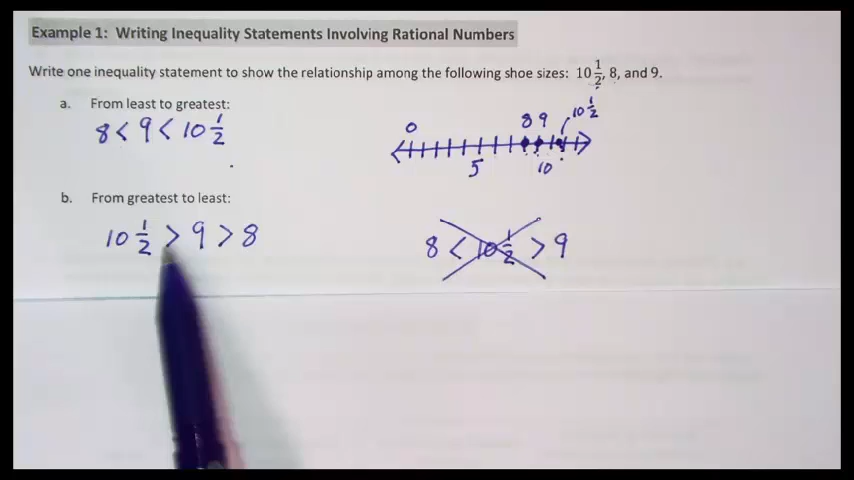 Example 1: Writing Inequality Statements Involving Rational Numbers
Write one inequality statement to show the relationship among the following shoe sizes: 10 1/2, 8, and 9.
a. From least to greatest:
8 < 9 < 10 1/2
0 8 9 10 1/2
5 10
b. From greatest to least:
10 1/2 > 9 > 8
8 < 10 1/2 > 9